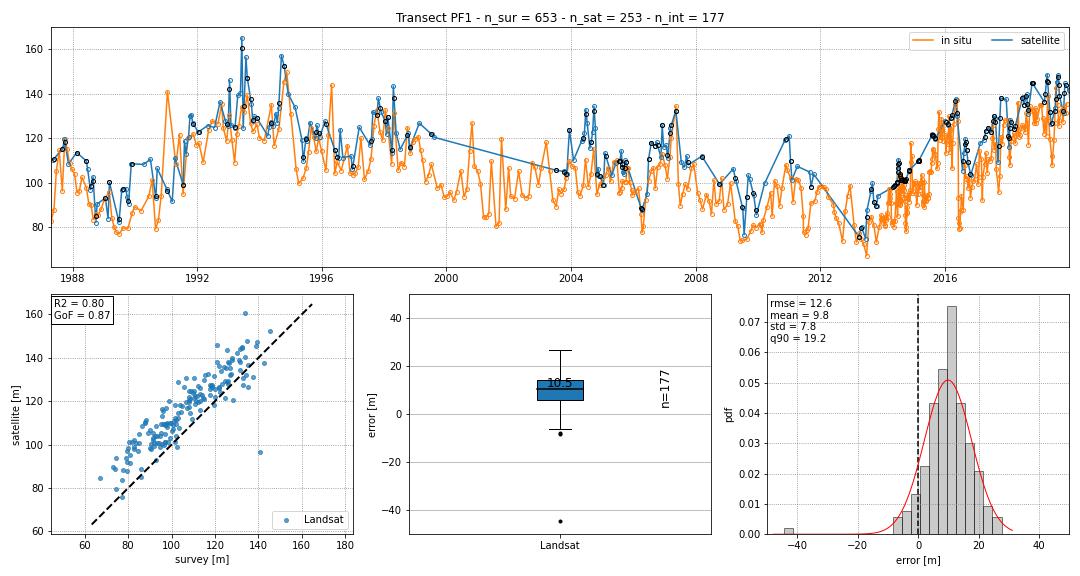 Transect PF1 - n_sur = 653 - n_sat = 253 - n_int = 177
in situ
satellite
160
140
120
100
80
1988
1992
1996
2000
2004
2008
2012
2016
R2 = 0.80
GoF = 0.87
160
140
120
100
80
60
satellite [m]
Landsat
60
80
100
120
140
160
180
survey [m]
40
20
0
−20
−40
error [m]
10.5
n=177
Landsat
rmse = 12.6
mean = 9.8
std = 7.8
q90 = 19.2
0.07
0.06
0.05
0.04
0.03
0.02
0.01
0.00
pdf
−40
−20
0
20
40
error [m]